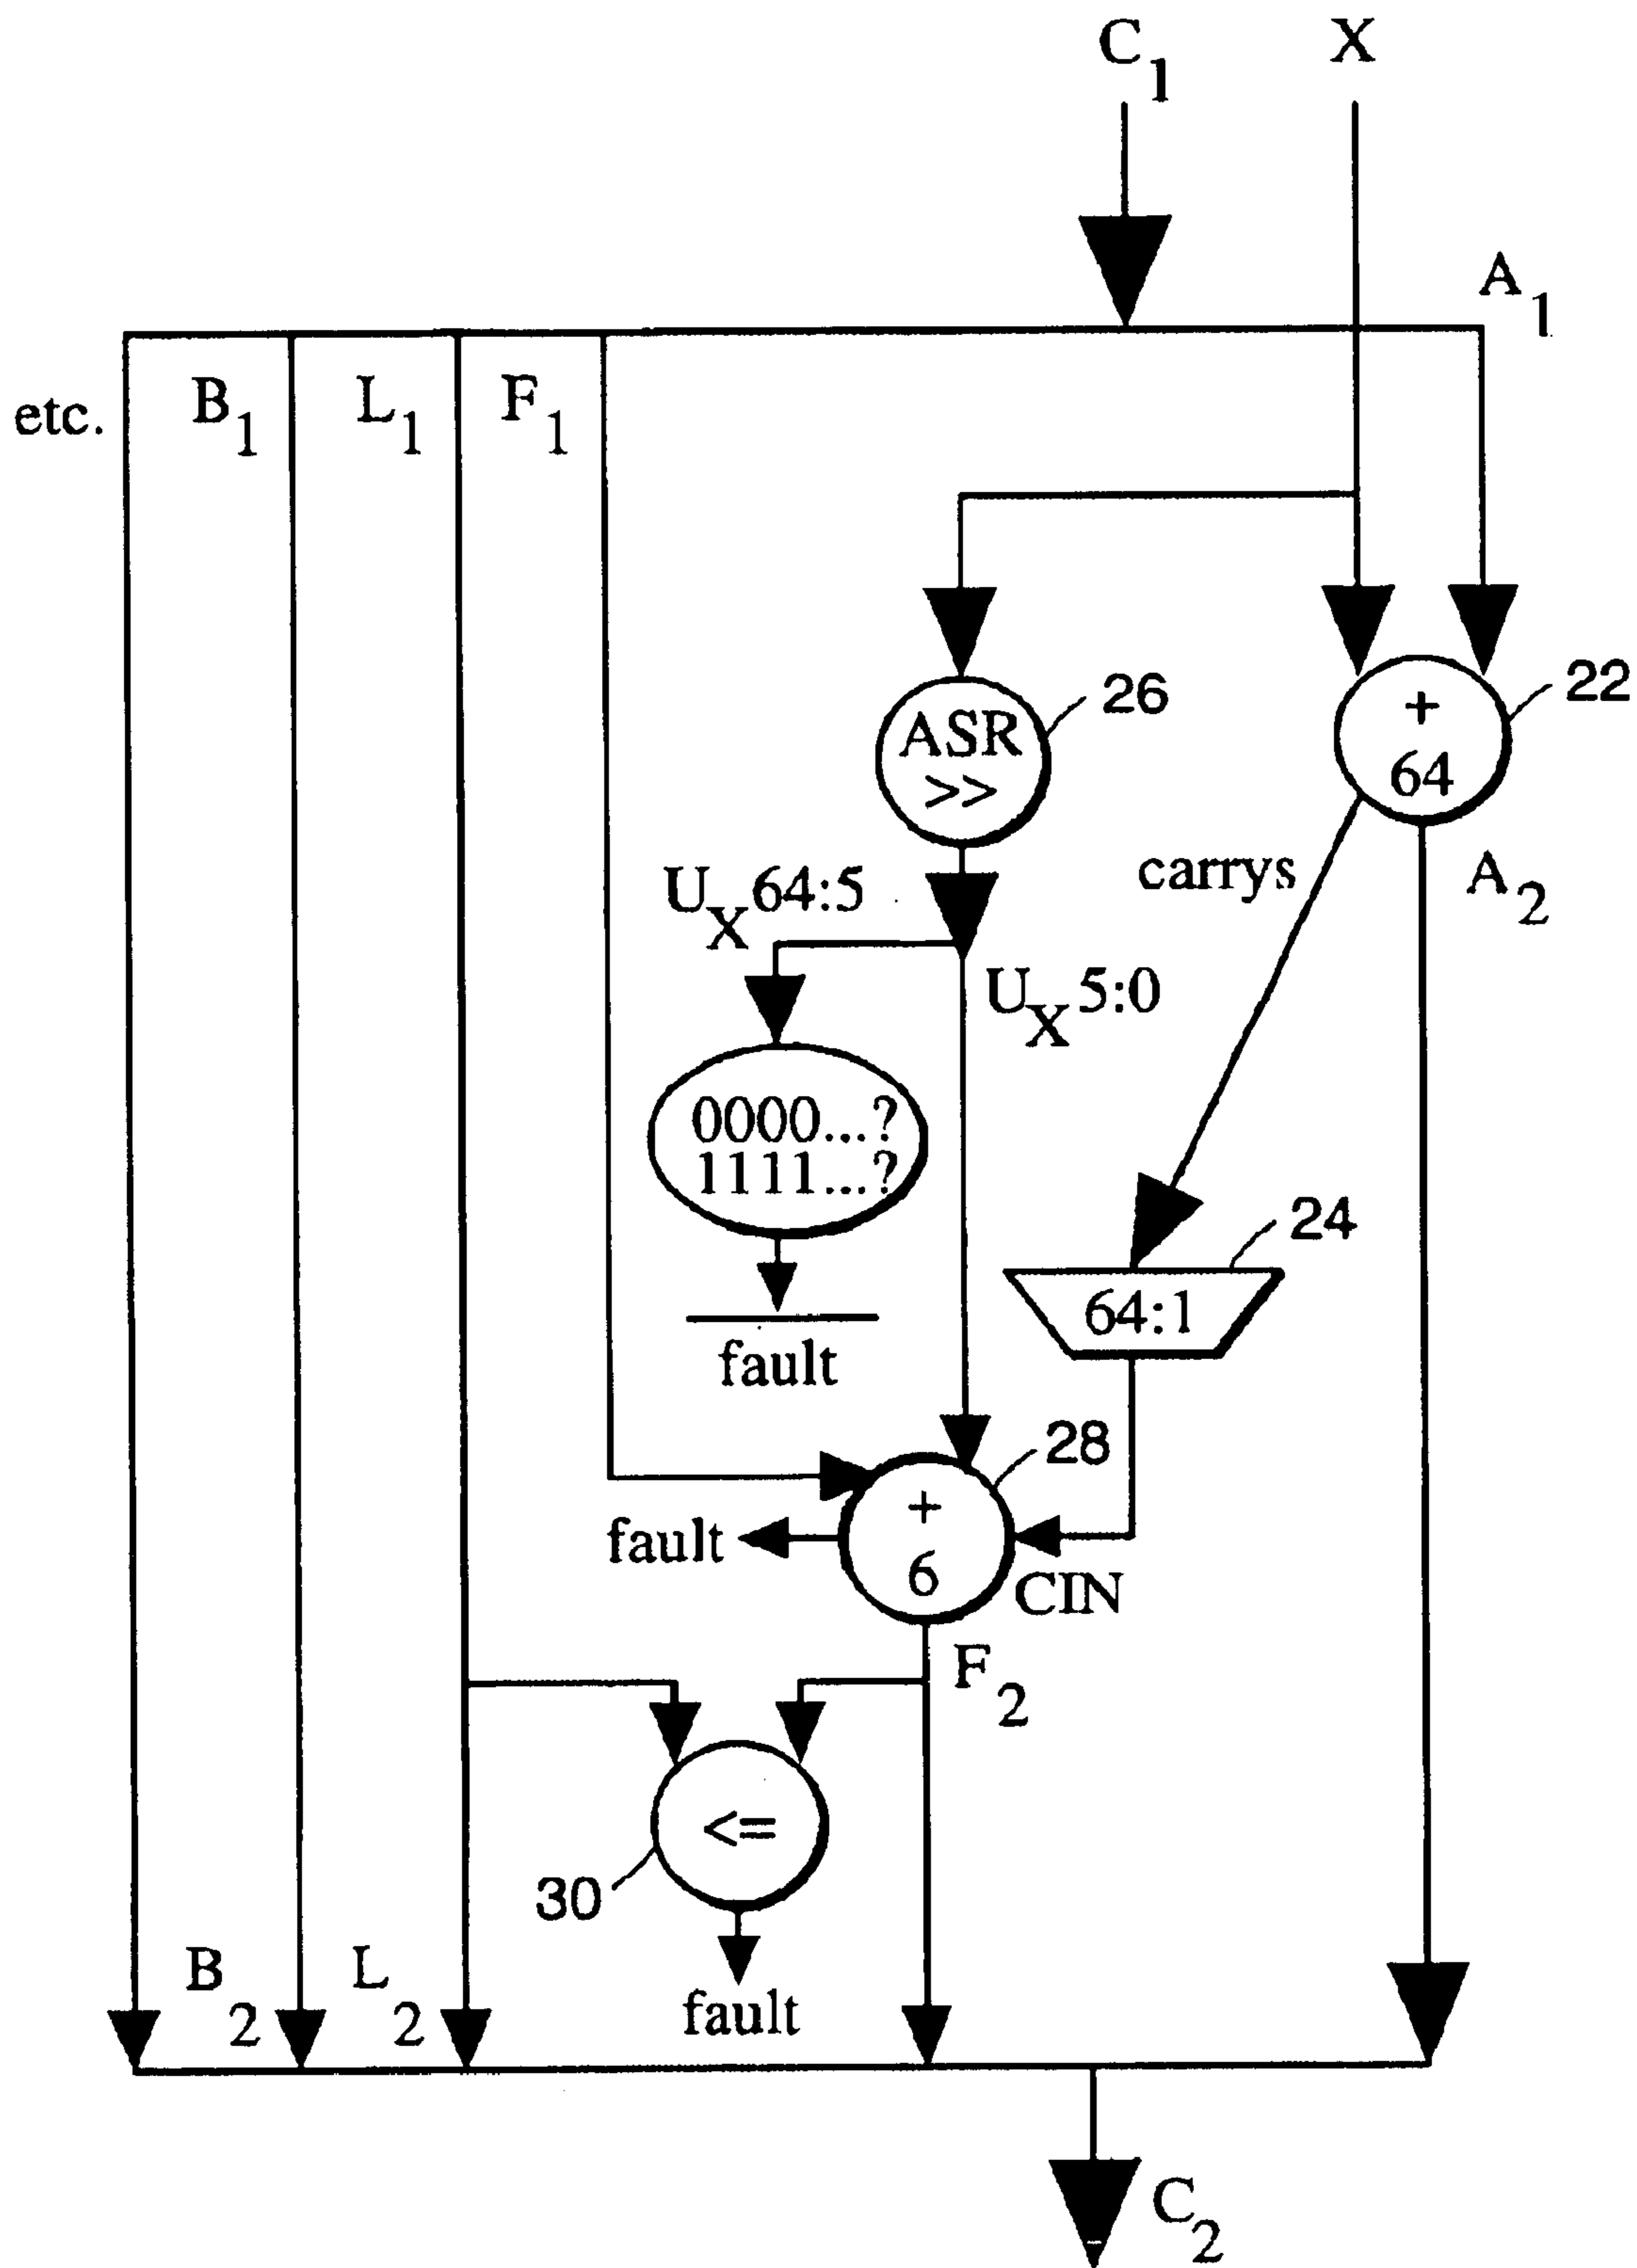 C1
X
A1
etc.
B1
L1
F1
26
ASR
>>
22
+
64
carrys
A2
UX64:5
UX5:0
0000...?
1111...?
24
64:1
fault
28
+
6
fault
CIN
F2
<=
30
fault
B2
L2
C2